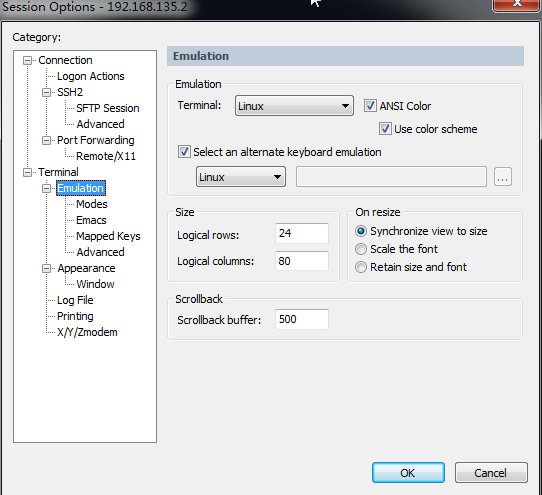 Session Options - 192.168.135.2
Category:
Connection
Logon Actions
SSH2
SFTP Session
Advanced
Port Forwarding
Remote/X11
Terminal
Emulation
Modes
Emacs
Mapped Keys
Advanced
Appearance
Window
Log File
Printing
X/Y/Zmodem
Emulation
Emulation
Terminal: Linux ANSI Color
Use color scheme
Select an alternate keyboard emulation
Linux ...
Size
Logical rows: 24
Logical columns: 80
On resize
Synchronize view to size
Scale the font
Retain size and font
Scrollback
Scrollback buffer: 500
OK Cancel